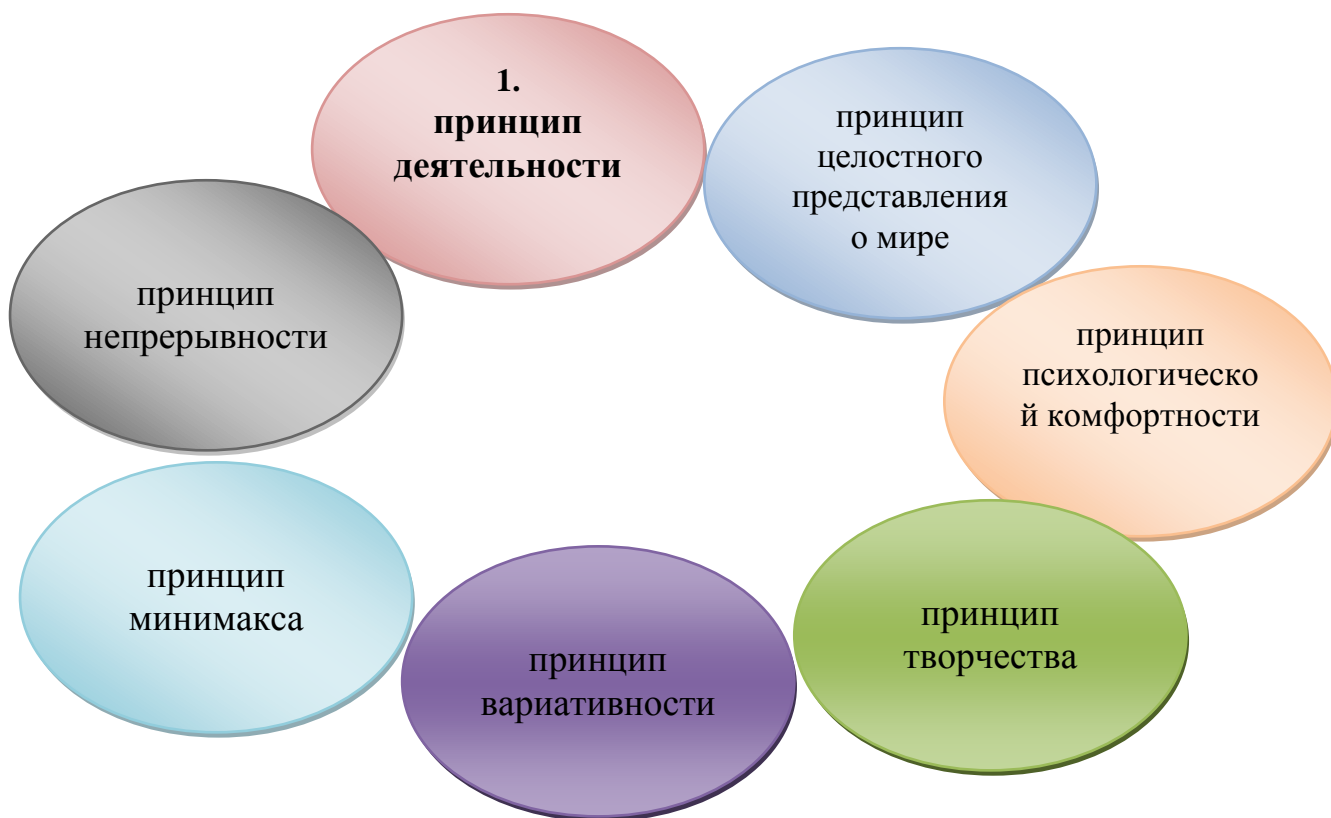 1.
принцип
деятельности
принцип
целостного
представления
о мире
принцип
психологическо
й комфортности
принцип
творчества
принцип
вариативности
принцип
минимакса
принцип
непрерывности